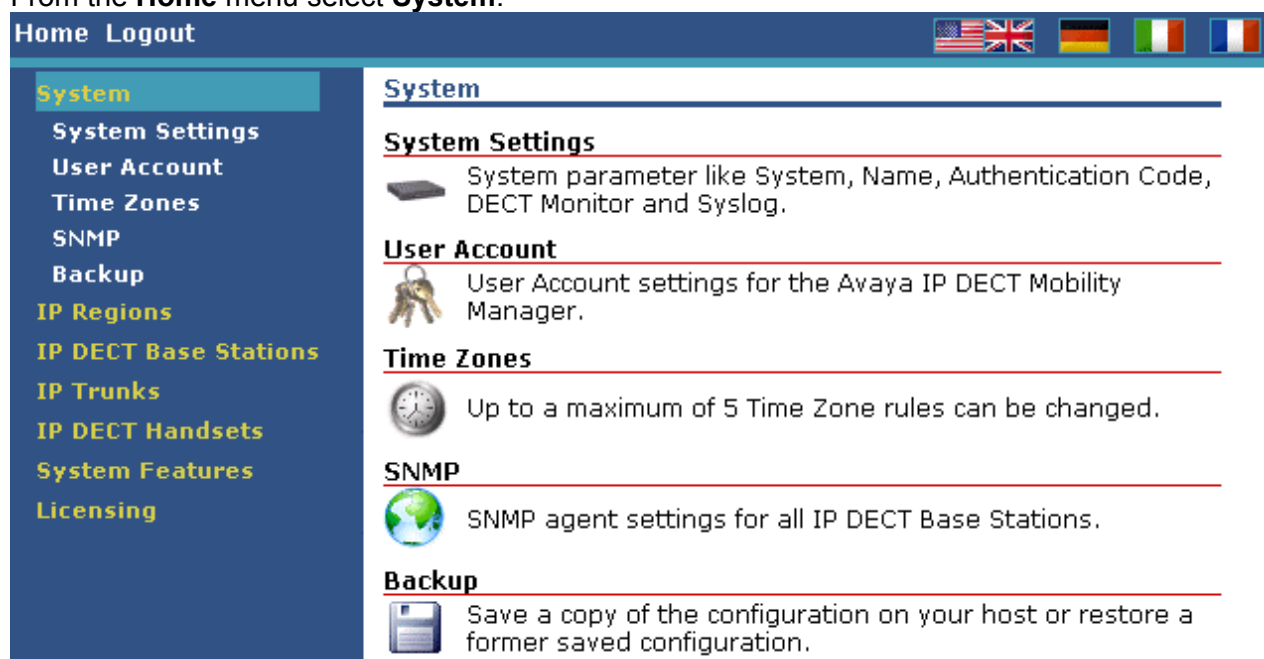 From the Home menu select System.
Home Logout
System
System Settings
User Account
Time Zones
SNMP
Backup
IP Regions
IP DECT Base Stations
IP Trunks
IP DECT Handsets
System Features
Licensing
System
System Settings
System parameter like System, Name, Authentication Code,
DECT Monitor and Syslog.
User Account
User Account settings for the Avaya IP DECT Mobility
Manager.
Time Zones
Up to a maximum of 5 Time Zone rules can be changed.
SNMP
SNMP agent settings for all IP DECT Base Stations.
Backup
Save a copy of the configuration on your host or restore a
former saved configuration.